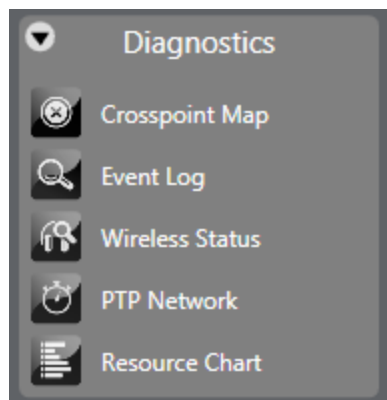 Diagnostics
Crosspoint Map
Event Log
Wireless Status
PTP Network
Resource Chart